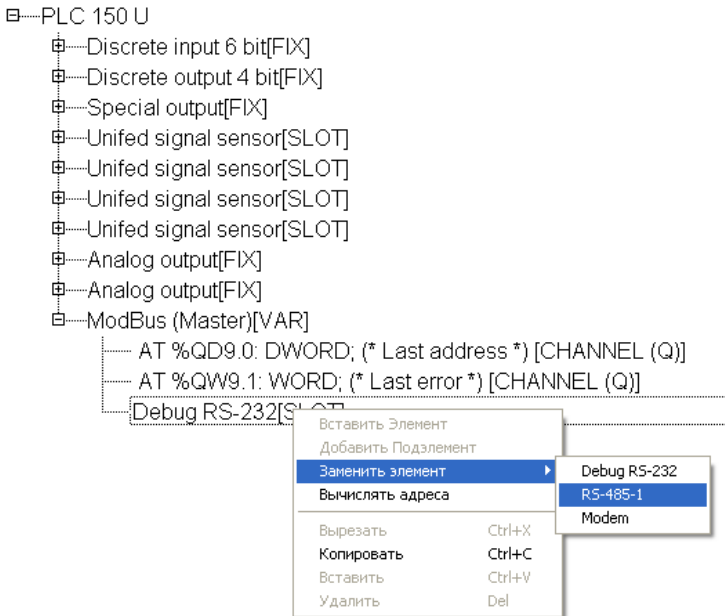 PLC 150 U
Discrete input 6 bit[FIX]
Discrete output 4 bit[FIX]
Special output[FIX]
Unifed signal sensor[SLOT]
Unifed signal sensor[SLOT]
Unifed signal sensor[SLOT]
Unifed signal sensor[SLOT]
Analog output[FIX]
Analog output[FIX]
ModBus (Master)[VAR]
AT %QD9.0: DWORD; (* Last address *) [CHANNEL (Q)]
AT %QW9.1: WORD; (* Last error *) [CHANNEL (Q)]
Debug RS-232[SLOT]
Вставить Элемент
Добавить Подэлемент
Заменить элемент
Вычислять адреса
Вырезать Ctrl+X
Копировать Ctrl+C
Вставить Ctrl+V
Удалить Del
Debug RS-232
RS-485-1
Modem